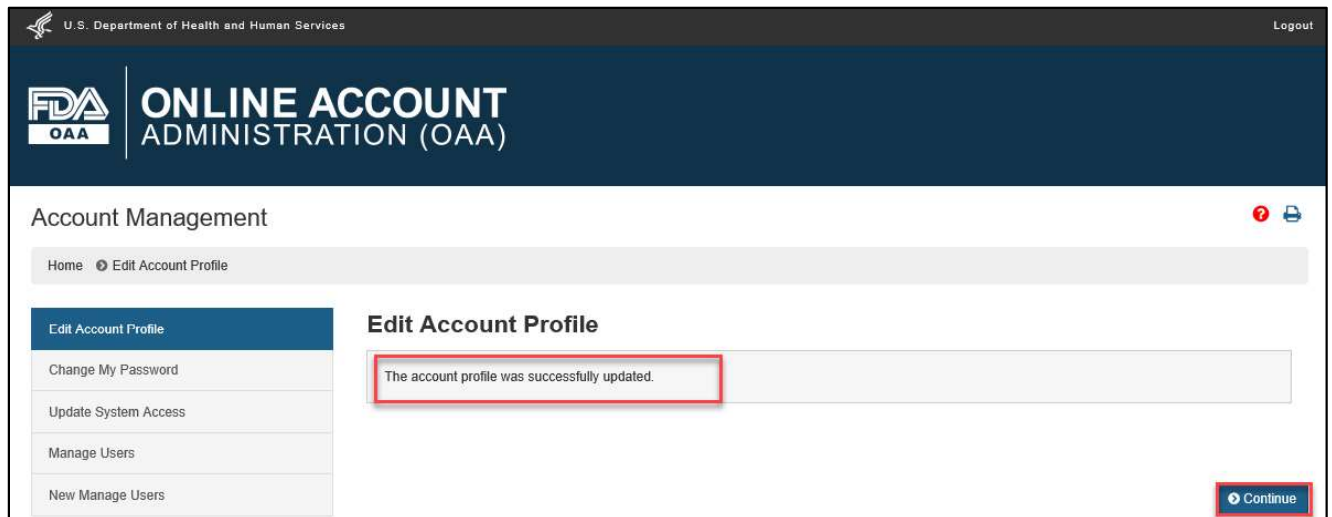 U.S. Department of Health and Human Services
Logout
FDA
OAA
ONLINE ACCOUNT
ADMINISTRATION (OAA)
Account Management
?
Home Edit Account Profile
Edit Account Profile
Change My Password
Update System Access
Manage Users
New Manage Users
Edit Account Profile
The account profile was successfully updated.
Continue